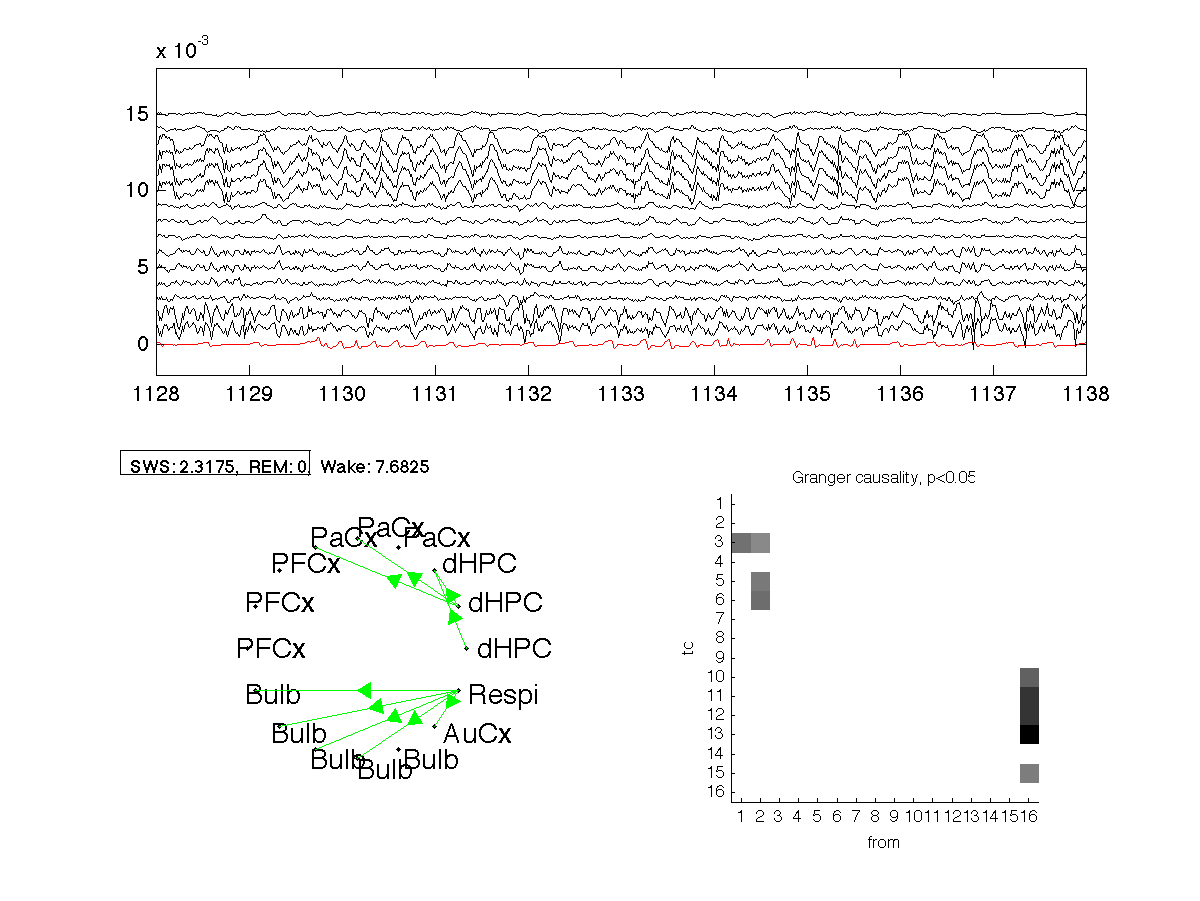 x 10-3
15
10
5
0
1128 1129 1130 1131 1132 1133 1134 1135 1136 1137 1138
SWS:2.3175, REM:0, Wake:7.6825
Granger causality, p<0.05
PaCx
PaCx PaCx
PFCx dHPC
PFCx dHPC
PFCx dHPC
Bulb Respi
Bulb AuCx
Bulb Bulb
Bulb
1
2
3
4
5
6
7
8
9
10
11
12
13
14
15
16
to
1 2 3 4 5 6 7 8 9 10 11 12 13 14 15 16
from